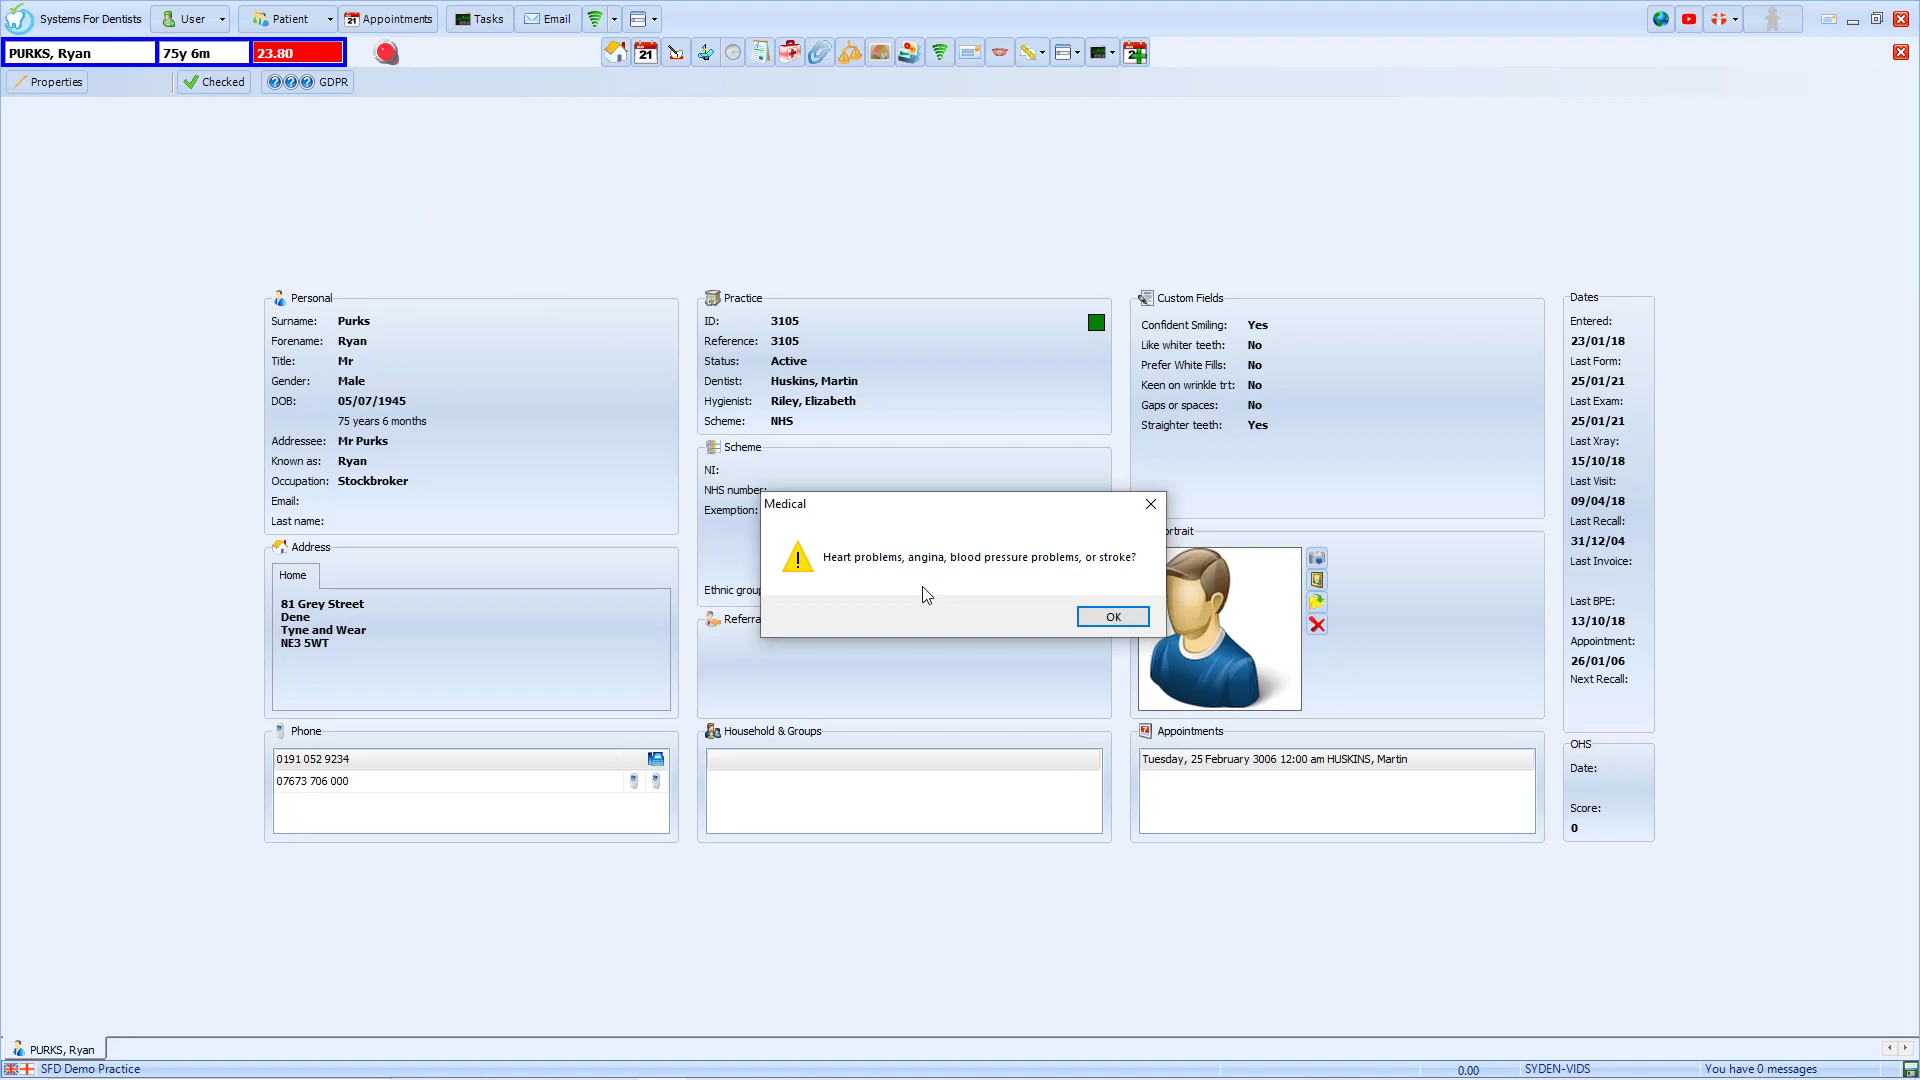 Systems For Dentists
User
Patient
21 Appointments
Tasks
Email
PURKS, Ryan
75y 6m
23.80
21
Properties
Checked
??? GDPR
Personal
Surname: Purks
Forename: Ryan
Title: Mr
Gender: Male
DOB: 05/07/1945
75 years 6 months
Addressee: Mr Purks
Known as: Ryan
Occupation: Stockbroker
Email:
Last name:
Address
Home
81 Grey Street
Dene
Tyne and Wear
NE3 5WT
Phone
0191 052 9234
07673 706 000
Practice
ID: 3105
Reference: 3105
Status: Active
Dentist: Huskins, Martin
Hygienist: Riley, Elizabeth
Scheme: NHS
Scheme
NI:
NHS number:
Exemption:
Ethnic group
Referra
Medical
Heart problems, angina, blood pressure problems, or stroke?
OK
Household & Groups
Custom Fields
Confident Smiling: Yes
Like whiter teeth: No
Prefer White Fills: No
Keen on wrinkle trt: No
Gaps or spaces: No
Straighter teeth: Yes
ortrait
Appointments
Tuesday, 25 February 3006 12:00 am HUSKINS, Martin
Dates
Entered:
23/01/18
Last Form:
25/01/21
Last Exam:
25/01/21
Last Xray:
15/10/18
Last Visit:
09/04/18
Last Recall:
31/12/04
Last Invoice:
Last BPE:
13/10/18
Appointment:
26/01/06
Next Recall:
OHS
Date:
Score:
0
PURKS, Ryan
SFD Demo Practice
0.00
SYDEN-VIDS
You have 0 messages